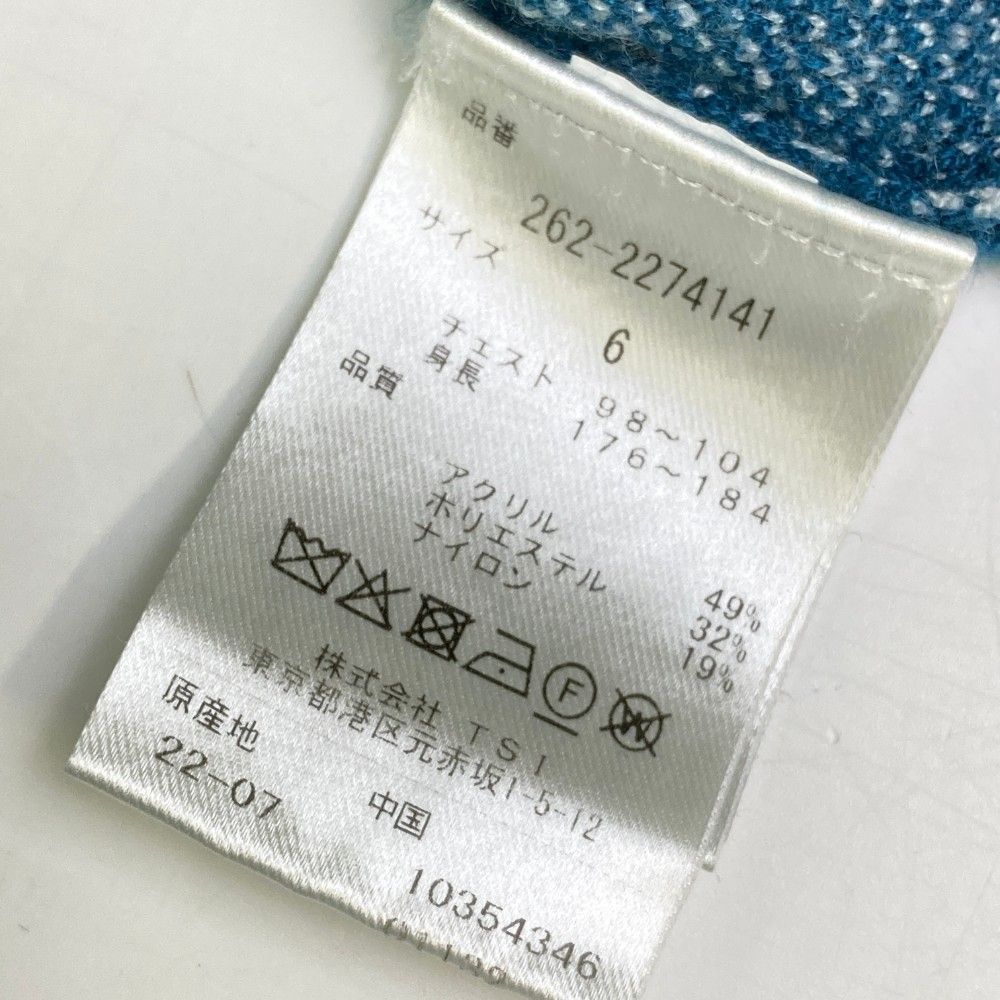 品番
262-2274141
サイズ
6
チェスト 98～104
身長 176～184
品質
アクリル 49%
ポリエステル 32%
ナイロン 19%
F
W
株式会社 TSI
東京都港区元赤坂1-5-12
原産地 中国
22-07
10354346